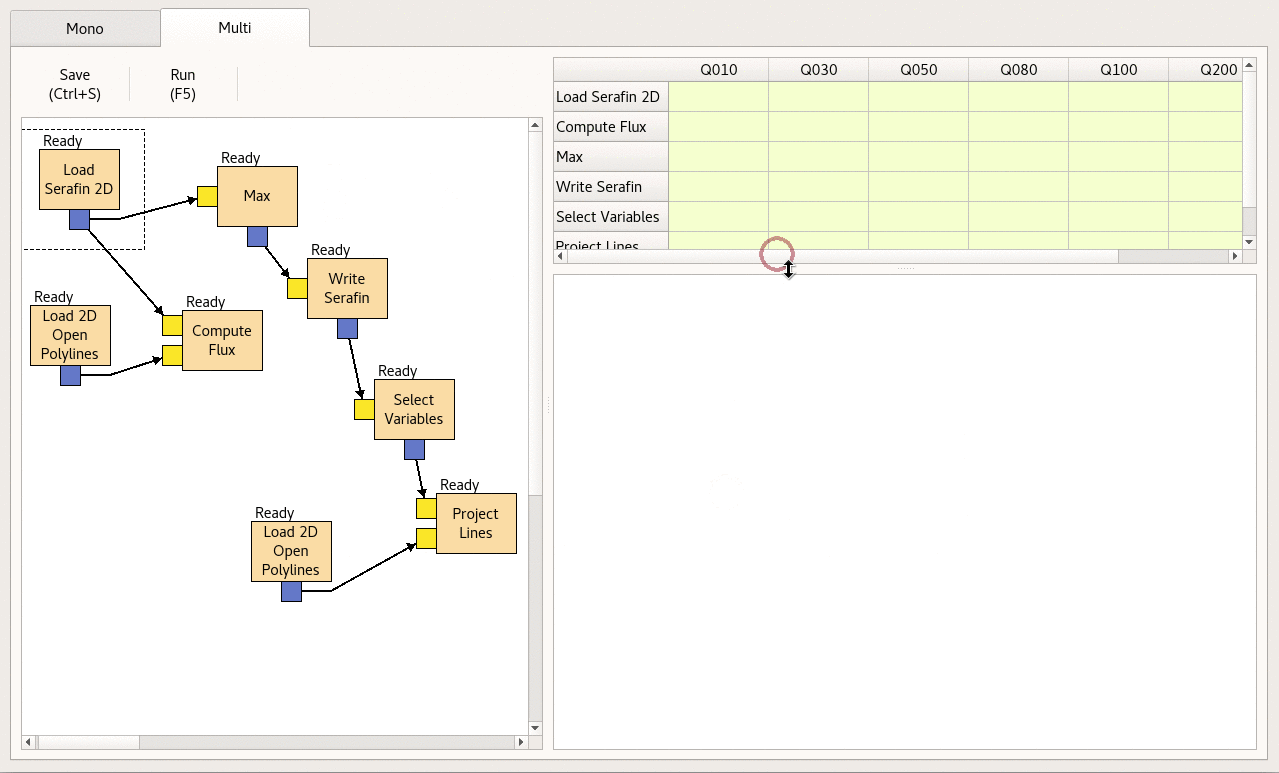 Mono
Multi
Save
(Ctrl+S)
Run
(F5)
Ready
Load
Serafin 2D
Ready
Max
Ready
Write
Serafin
Ready
Load 2D
Open
Polylines
Ready
Compute
Flux
Ready
Select
Variables
Ready
Project
Lines
Ready
Load 2D
Open
Polylines
Q010 Q030 Q050 Q080 Q100 Q200
Load Serafin 2D
Compute Flux
Max
Write Serafin
Select Variables
Project Lines